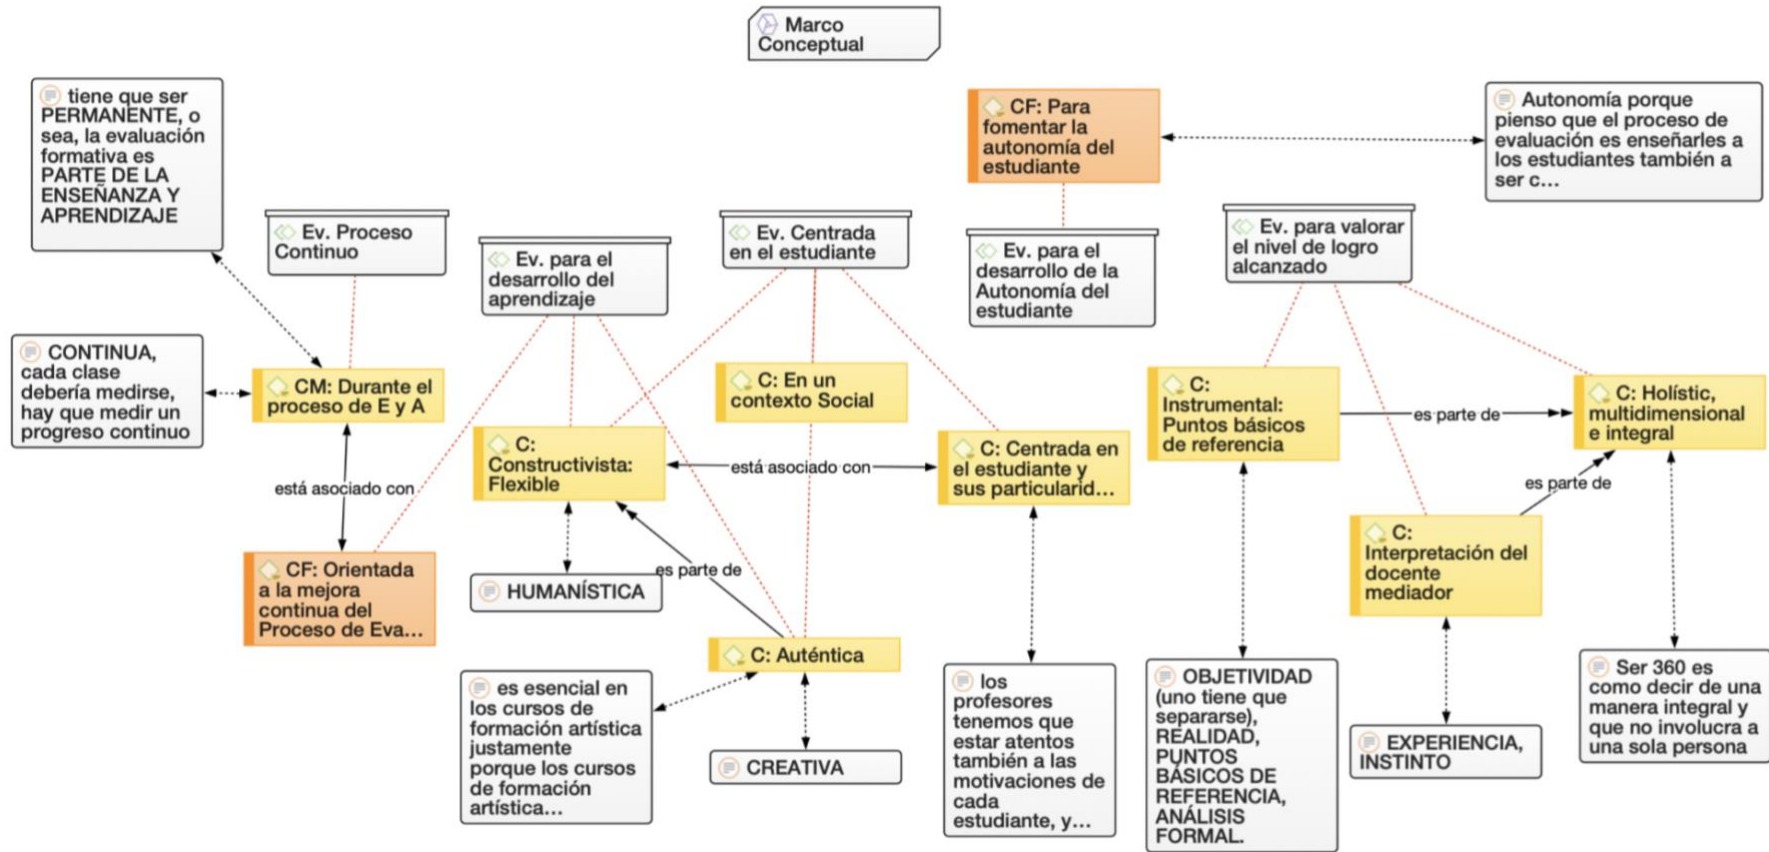 Marco
Conceptual
tiene que ser
PERMANENTE, o
sea, la evaluación
formativa es
PARTE DE LA
ENSEÑANZA Y
APRENDIZAJE
CF: Para
fomentar la
autonomía del
estudiante
Autonomía porque
pienso que el proceso de
evaluación es enseñarles a
los estudiantes también a
ser c...
Ev. Proceso
Continuo
Ev. para el
desarrollo del
aprendizaje
Ev. Centrada
en el estudiante
Ev. para el
desarrollo de la
Autonomía del
estudiante
Ev. para valorar
el nivel de logro
alcanzado
CONTINUA,
cada clase
debería medirse,
hay que medir un
progreso continuo
CM: Durante el
proceso de E y A
C: En un
contexto Social
C:
Instrumental:
Puntos básicos
de referencia
es parte de
C: Holístic,
multidimensional
e integral
C:
Constructivista:
Flexible
está asociado con
C: Centrada en
el estudiante y
sus particularid...
está asociado con
es parte de
C:
Interpretación del
docente
mediador
CF: Orientada
a la mejora
continua del
Proceso de Eva...
HUMANÍSTICA
es parte de
C: Auténtica
es esencial en
los cursos de
formación artística
justamente
porque los cursos
de formación
artística...
CREATIVA
los
profesores
tenemos que
estar atentos
también a las
motivaciones de
cada
estudiante, y...
OBJETIVIDAD
(uno tiene que
separarse),
REALIDAD,
PUNTOS
BÁSICOS DE
REFERENCIA,
ANÁLISIS
FORMAL.
EXPERIENCIA,
INSTINTO
Ser 360 es
como decir de una
manera integral y
que no involucra a
una sola persona